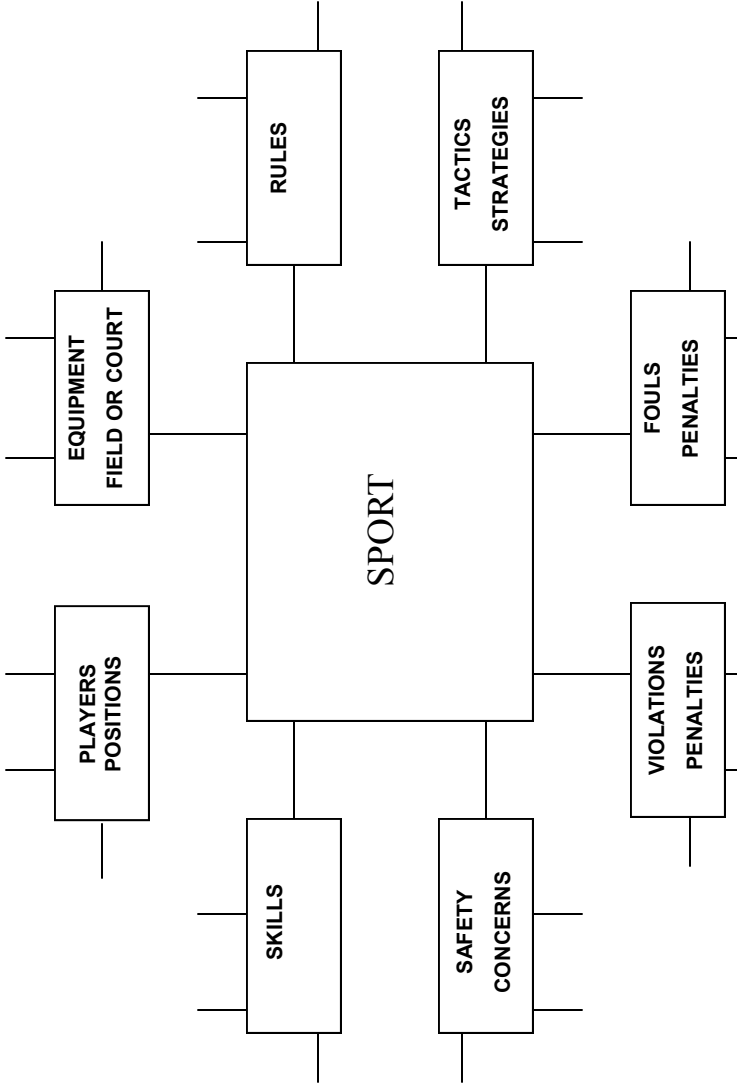 PLAYERS
POSITIONS
EQUIPMENT
FIELD OR COURT
SKILLS
RULES
SPORT
SAFETY
CONCERNS
TACTICS
STRATEGIES
VIOLATIONS
PENALTIES
FOULS
PENALTIES